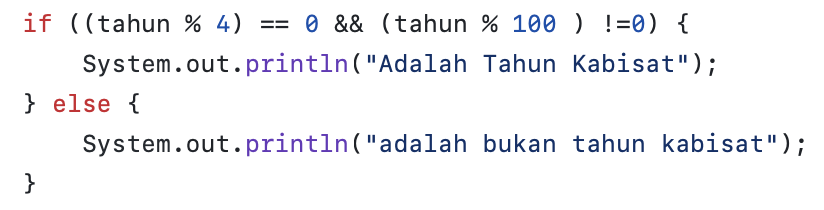 if ((tahun % 4) == 0 && (tahun % 100 ) !=0) {
    System.out.println("Adalah Tahun Kabisat");
} else {
    System.out.println("adalah bukan tahun kabisat");
}